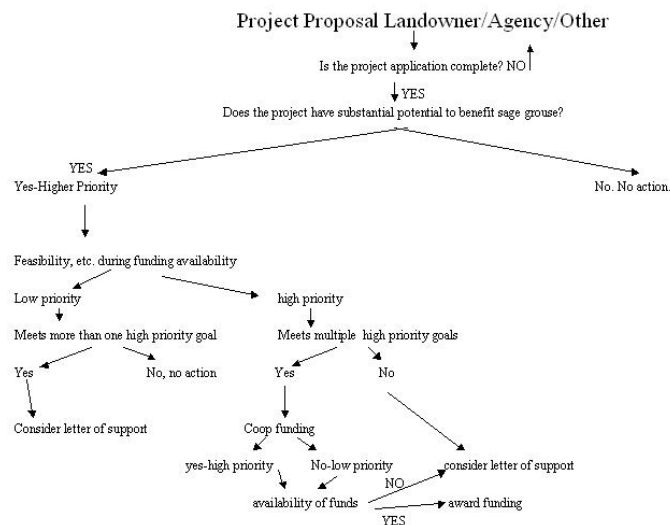 Project Proposal Landowner/Agency/Other
Is the project application complete? NO
YES
Does the project have substantial potential to benefit sage grouse?
YES
Yes-Higher Priority
No. No action.
Feasibility, etc. during funding availability
Low priority
high priority
Meets more than one high priority goal
Meets multiple high priority goals
Yes
No, no action
Yes
No
Consider letter of support
Coop funding
yes-high priority
No-low priority
consider letter of support
NO
availability of funds
award funding
YES